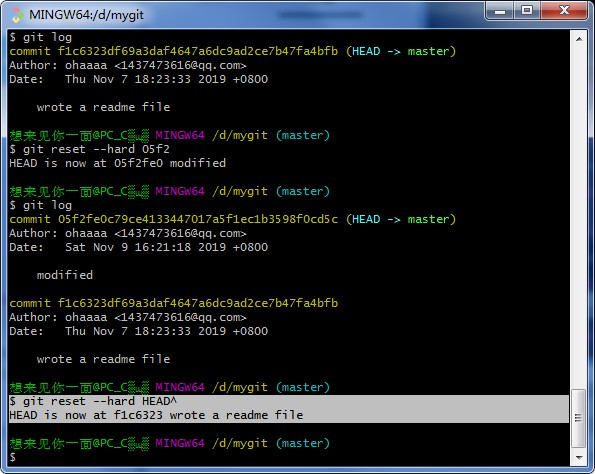 MINGW64:/d/mygit
$ git log
commit f1c6323df69a3daf4647a6dc9ad2ce7b47fa4bfb (HEAD -> master)
Author: ohaaaa <1437473616@qq.com>
Date:   Thu Nov 7 18:23:33 2019 +0800
wrote a readme file
想来见你一面@PC_C MINGW64 /d/mygit (master)
$ git reset --hard 05f2
HEAD is now at 05f2fe0 modified
想来见你一面@PC_C MINGW64 /d/mygit (master)
$ git log
commit 05f2fe0c79ce4133447017a5f1ec1b3598f0cd5c (HEAD -> master)
Author: ohaaaa <1437473616@qq.com>
Date:   Sat Nov 9 16:21:18 2019 +0800
modified
commit f1c6323df69a3daf4647a6dc9ad2ce7b47fa4bfb
Author: ohaaaa <1437473616@qq.com>
Date:   Thu Nov 7 18:23:33 2019 +0800
wrote a readme file
想来见你一面@PC_C MINGW64 /d/mygit (master)
$ git reset --hard HEAD^
HEAD is now at f1c6323 wrote a readme file
想来见你一面@PC_C MINGW64 /d/mygit (master)
$